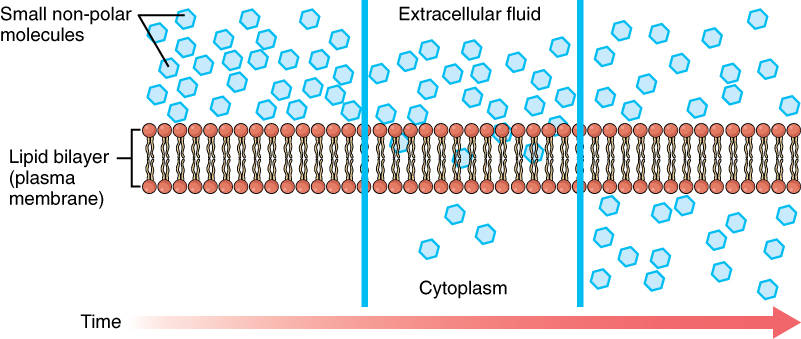 Small non-polar
molecules
Extracellular fluid
Lipid bilayer
(plasma
membrane)
Cytoplasm
Time